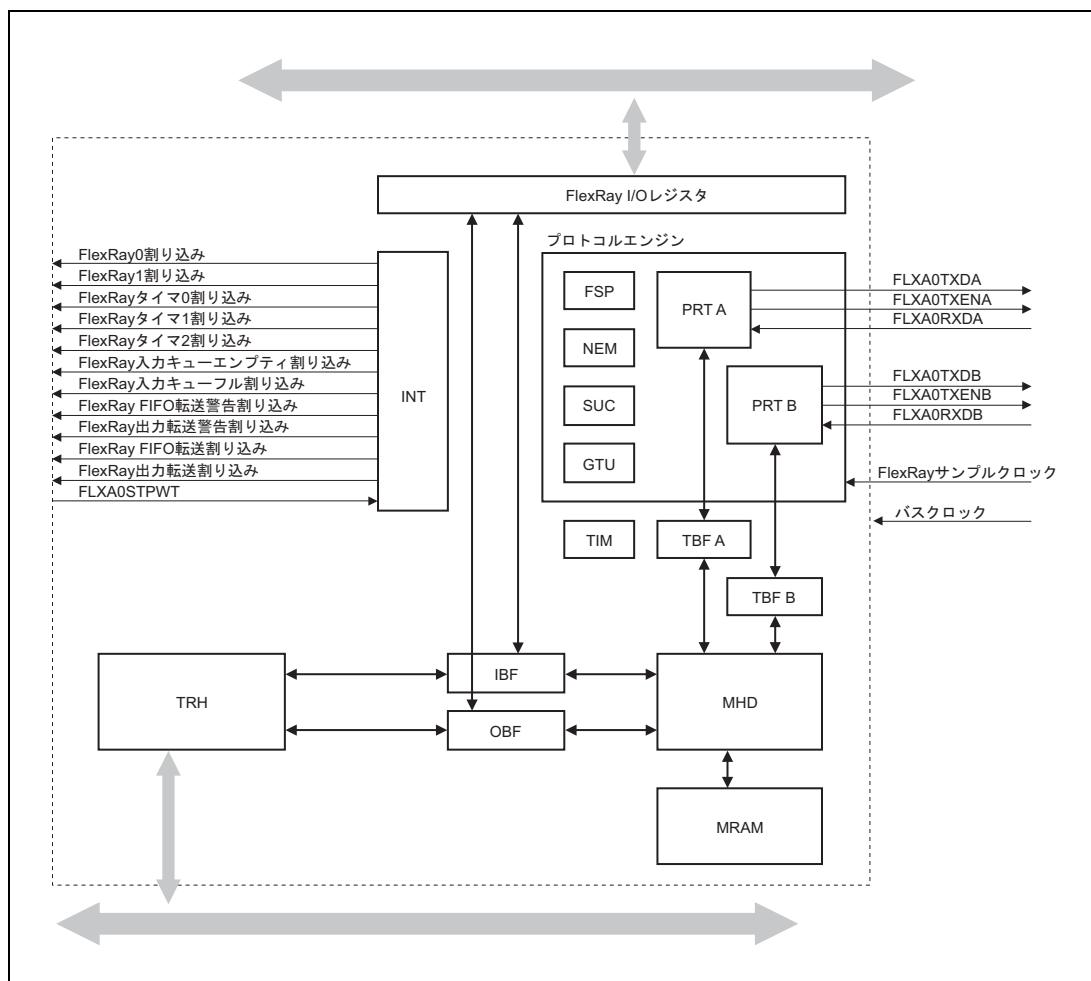 FlexRay I/Oレジスタ
プロトコルエンジン
FlexRay0割り込み
FlexRay1割り込み
FlexRayタイマ0割り込み
FlexRayタイマ1割り込み
FlexRayタイマ2割り込み
FlexRay入力キューエンプティ割り込み
FlexRay入力キューフル割り込み
FlexRay FIFO転送警告割り込み
FlexRay出力転送警告割り込み
FlexRay FIFO転送割り込み
FlexRay出力転送割り込み
FLXA0STPWT
INT
FSP
NEM
SUC
GTU
PRT A
PRT B
FLXA0TXDA
FLXA0TXENA
FLXA0RXDA
FLXA0TXDB
FLXA0TXENB
FLXA0RXDB
FlexRayサンプルクロック
バスクロック
TIM
TBF A
TBF B
TRH
IBF
OBF
MHD
MRAM